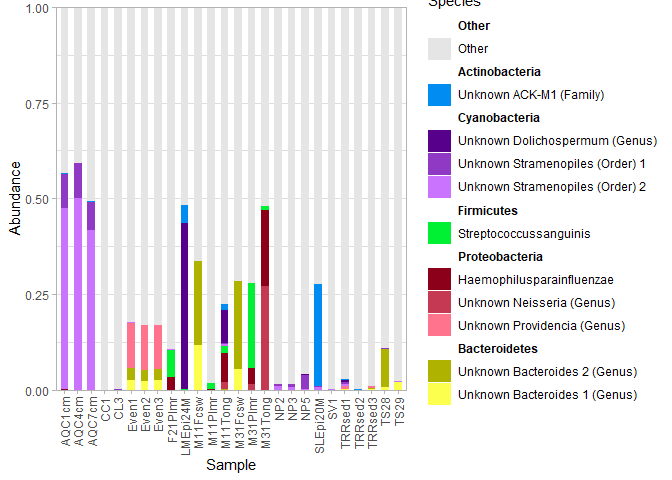 Species
1.00
0.75
0.50
0.25
0.00
Abundance
AQC1cm
AQC4cm
AQC7cm
CC1
CL3
Even1
Even2
Even3
F21Plmr
LMEpi24M
M11Fcsw
M11Plmr
M11Tong
M31Fcsw
M31Plmr
M31Tong
NP2
NP3
NP5
SLEpi20M
SV1
TRRsed1
TRRsed2
TRRsed3
TS28
TS29
Sample
Other
Other
Actinobacteria
Unknown ACK-M1 (Family)
Cyanobacteria
Unknown Dolichospermum (Genus)
Unknown Stramenopiles (Order) 1
Unknown Stramenopiles (Order) 2
Firmicutes
Streptococcussanguinis
Proteobacteria
Haemophilusparainfluenzae
Unknown Neisseria (Genus)
Unknown Providencia (Genus)
Bacteroidetes
Unknown Bacteroides 2 (Genus)
Unknown Bacteroides 1 (Genus)